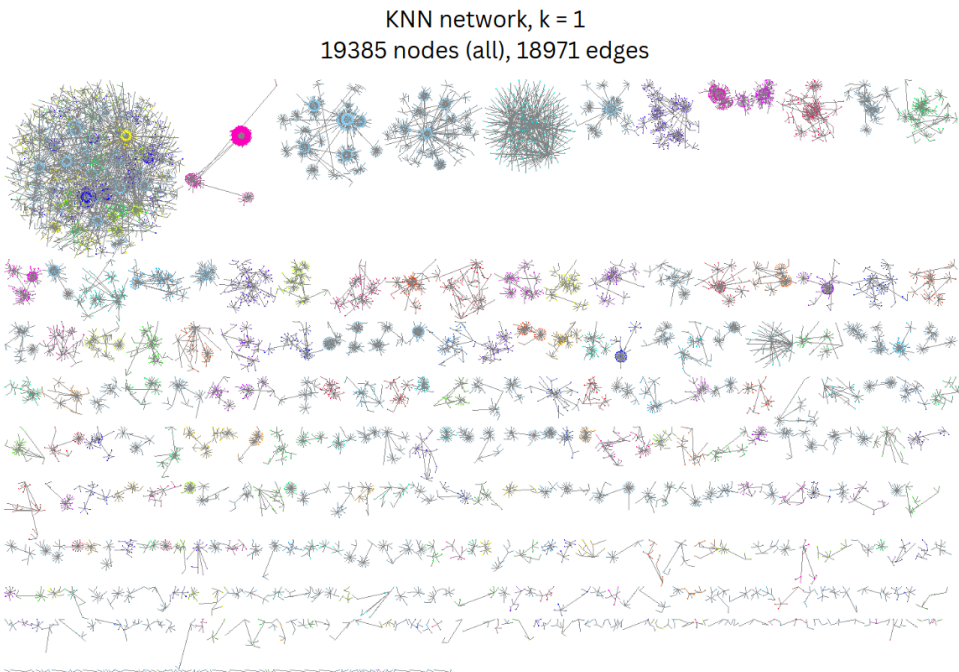 KNN network, k = 1
19385 nodes (all), 18971 edges